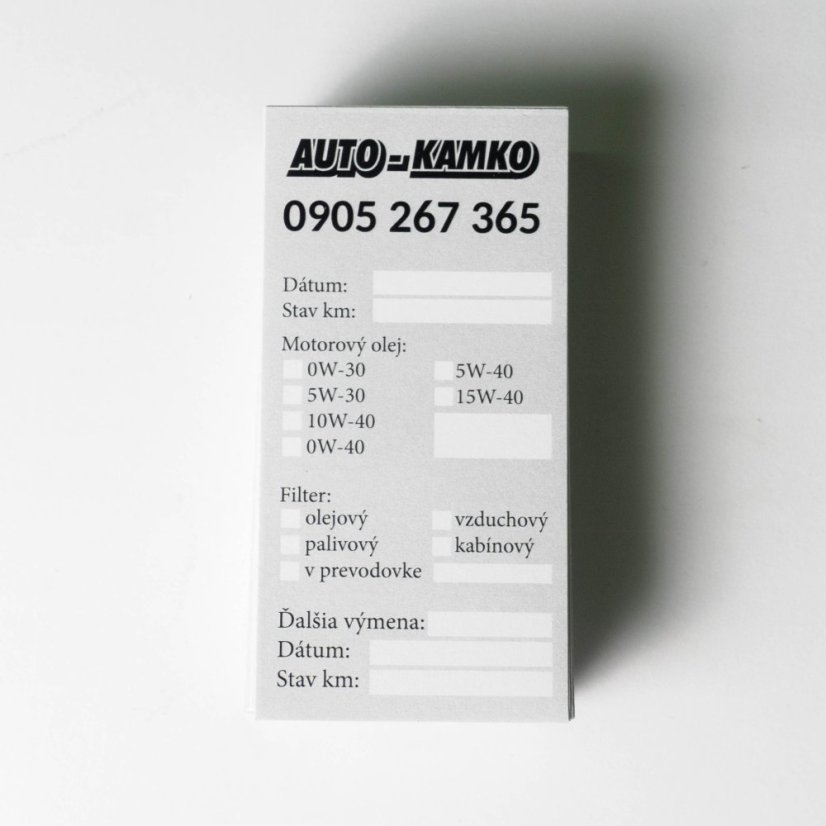 AUTO-KAMKO
0905 267 365
Dátum:
Stav km:
Motorový olej:
0W-30 5W-40
5W-30 15W-40
10W-40
0W-40
Filter:
olejový vzduchový
palivový kabínový
v prevodovke
Ďalšia výmena:
Dátum:
Stav km: